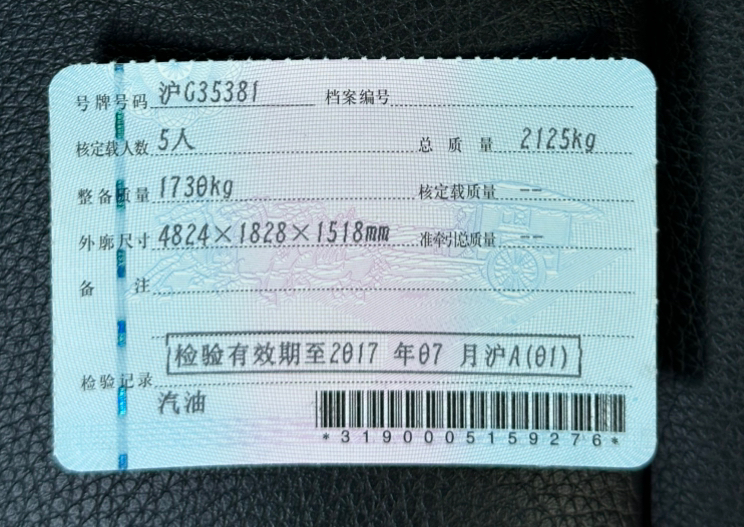 号牌号码 沪G35381 档案编号
核定载人数 5人 总质量 2125kg
整备质量 1730kg 核定载质量 --
外廓尺寸 4824×1828×1518mm 准牵引总质量 --
备注
检验有效期至2017 年07 月沪A(01)
检验记录
汽油
*3190005159276*